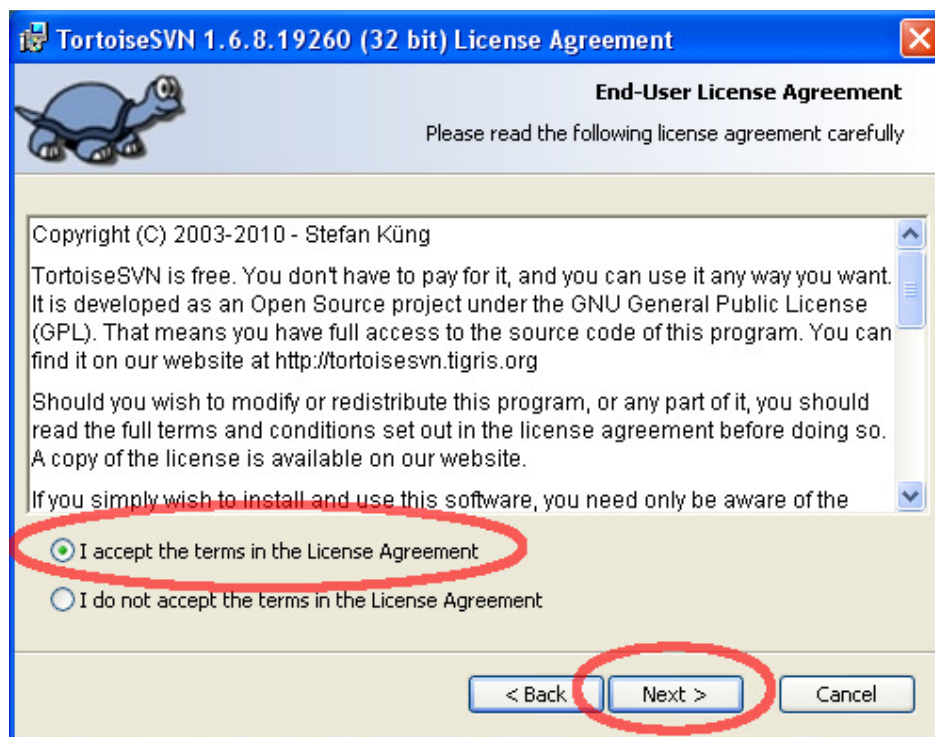 TortoiseSVN 1.6.8.19260 (32 bit) License Agreement
End-User License Agreement
Please read the following license agreement carefully
Copyright (C) 2003-2010 - Stefan Küng
TortoiseSVN is free. You don't have to pay for it, and you can use it any way you want.
It is developed as an Open Source project under the GNU General Public License
(GPL). That means you have full access to the source code of this program. You can
find it on our website at http://tortoisesvn.tigris.org
Should you wish to modify or redistribute this program, or any part of it, you should
read the full terms and conditions set out in the license agreement before doing so.
A copy of the license is available on our website.
If you simply wish to install and use this software, you need only be aware of the
I accept the terms in the License Agreement
I do not accept the terms in the License Agreement
< Back Next > Cancel